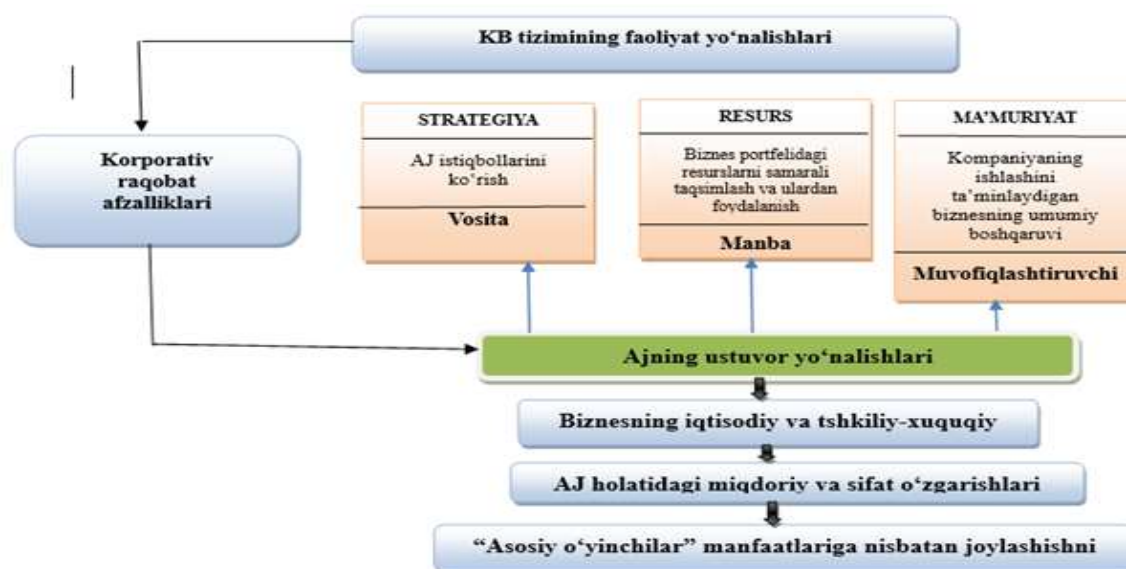 KB tizimining faoliyat yo‘nalishlari
Korporativ
raqobat
afzalliklari
STRATEGIYA
AJ istiqbollarini
ko‘rish
Vosita
RESURS
Biznes portfelidagi
resurslarni samarali
taqsimlash va ulardan
foydalanish
Manba
MA’MURIYAT
Kompaniyaning
ishlashini
ta’minlaydigan
biznesning umumiy
boshqaruvi
Muvofiqlashtiruvchi
Ajning ustuvor yo‘nalishlari
Biznesning iqtisodiy va tshkiliy-xuquqiy
AJ holatidagi miqdoriy va sifat o‘zgarishlari
“Asosiy o‘yinchilar” manfaatlariga nisbatan joylashishni